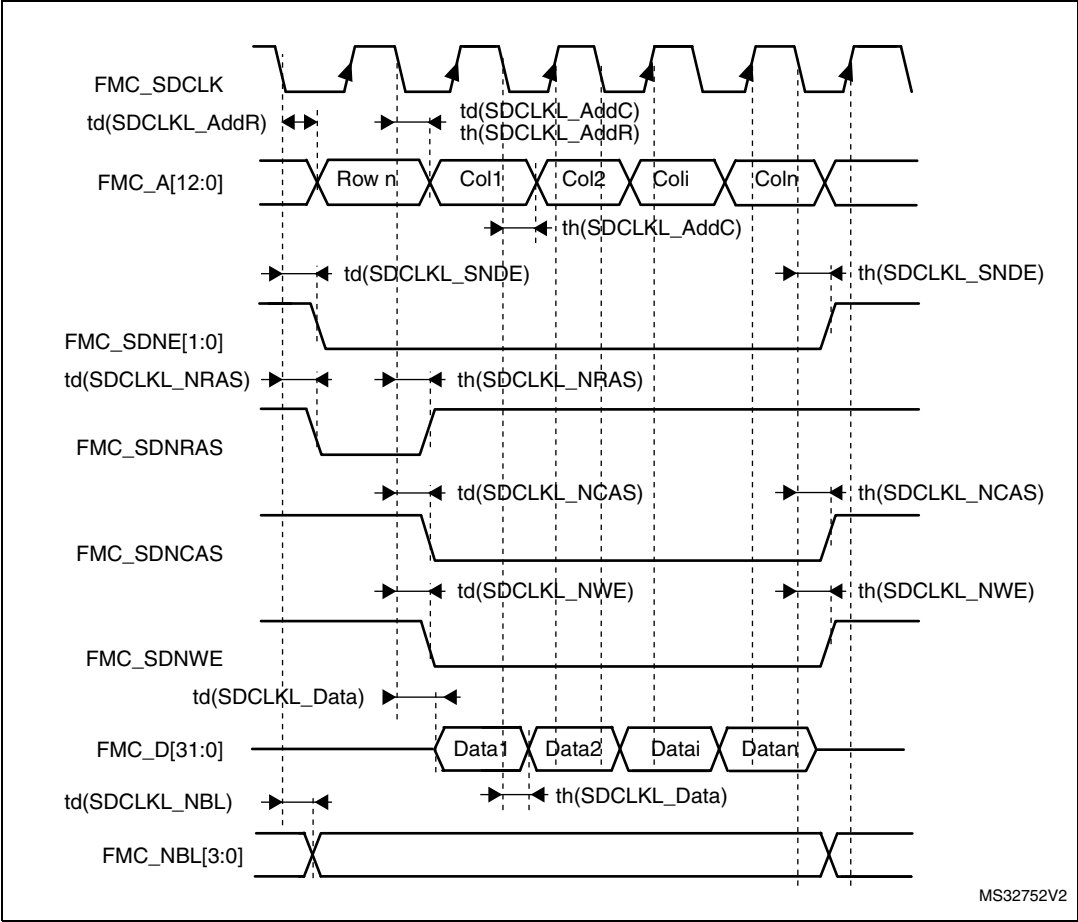 FMC_SDCLK
td(SDCLKL_AddR)
td(SDCLKL_AddC)
th(SDCLKL_AddR)
FMC_A[12:0]
Row n
Col1
Col2
Coli
Coln
th(SDCLKL_AddC)
td(SDCLKL_SNDE)
th(SDCLKL_SNDE)
FMC_SDNE[1:0]
td(SDCLKL_NRAS)
th(SDCLKL_NRAS)
FMC_SDNRAS
td(SDCLKL_NCAS)
th(SDCLKL_NCAS)
FMC_SDNCAS
td(SDCLKL_NWE)
th(SDCLKL_NWE)
FMC_SDNWE
td(SDCLKL_Data)
FMC_D[31:0]
Data1
Data2
Datai
Datan
td(SDCLKL_NBL)
th(SDCLKL_Data)
FMC_NBL[3:0]
MS32752V2